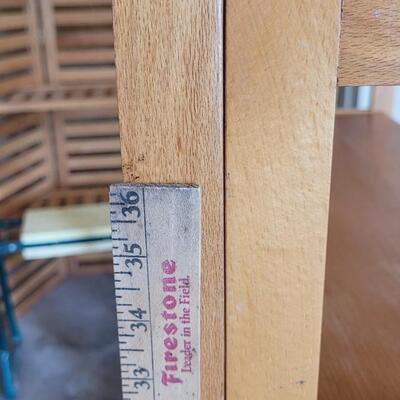 36
35
34
33
Firestone
Leader in the Field.